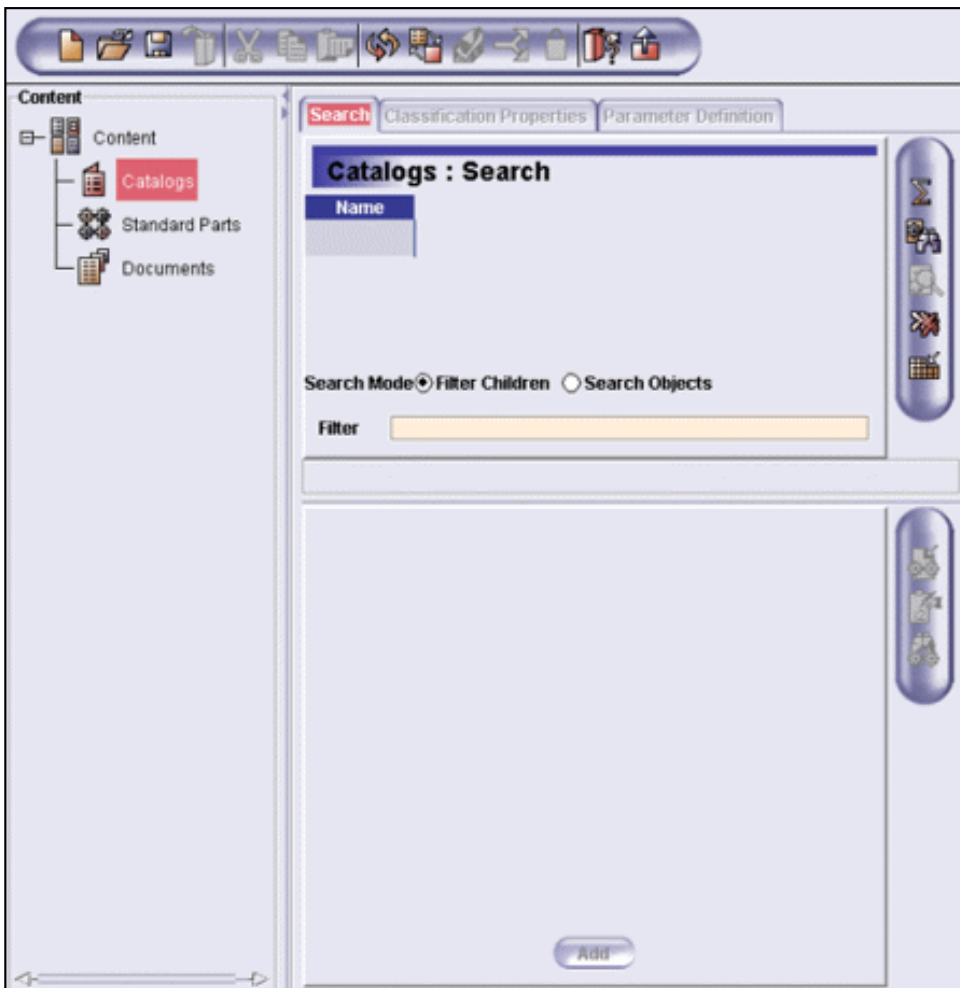 Content
Content
Catalogs
Standard Parts
Documents
Search Classification Properties Parameter Definition
Catalogs : Search
Name
Search Mode Filter Children Search Objects
Filter
Add